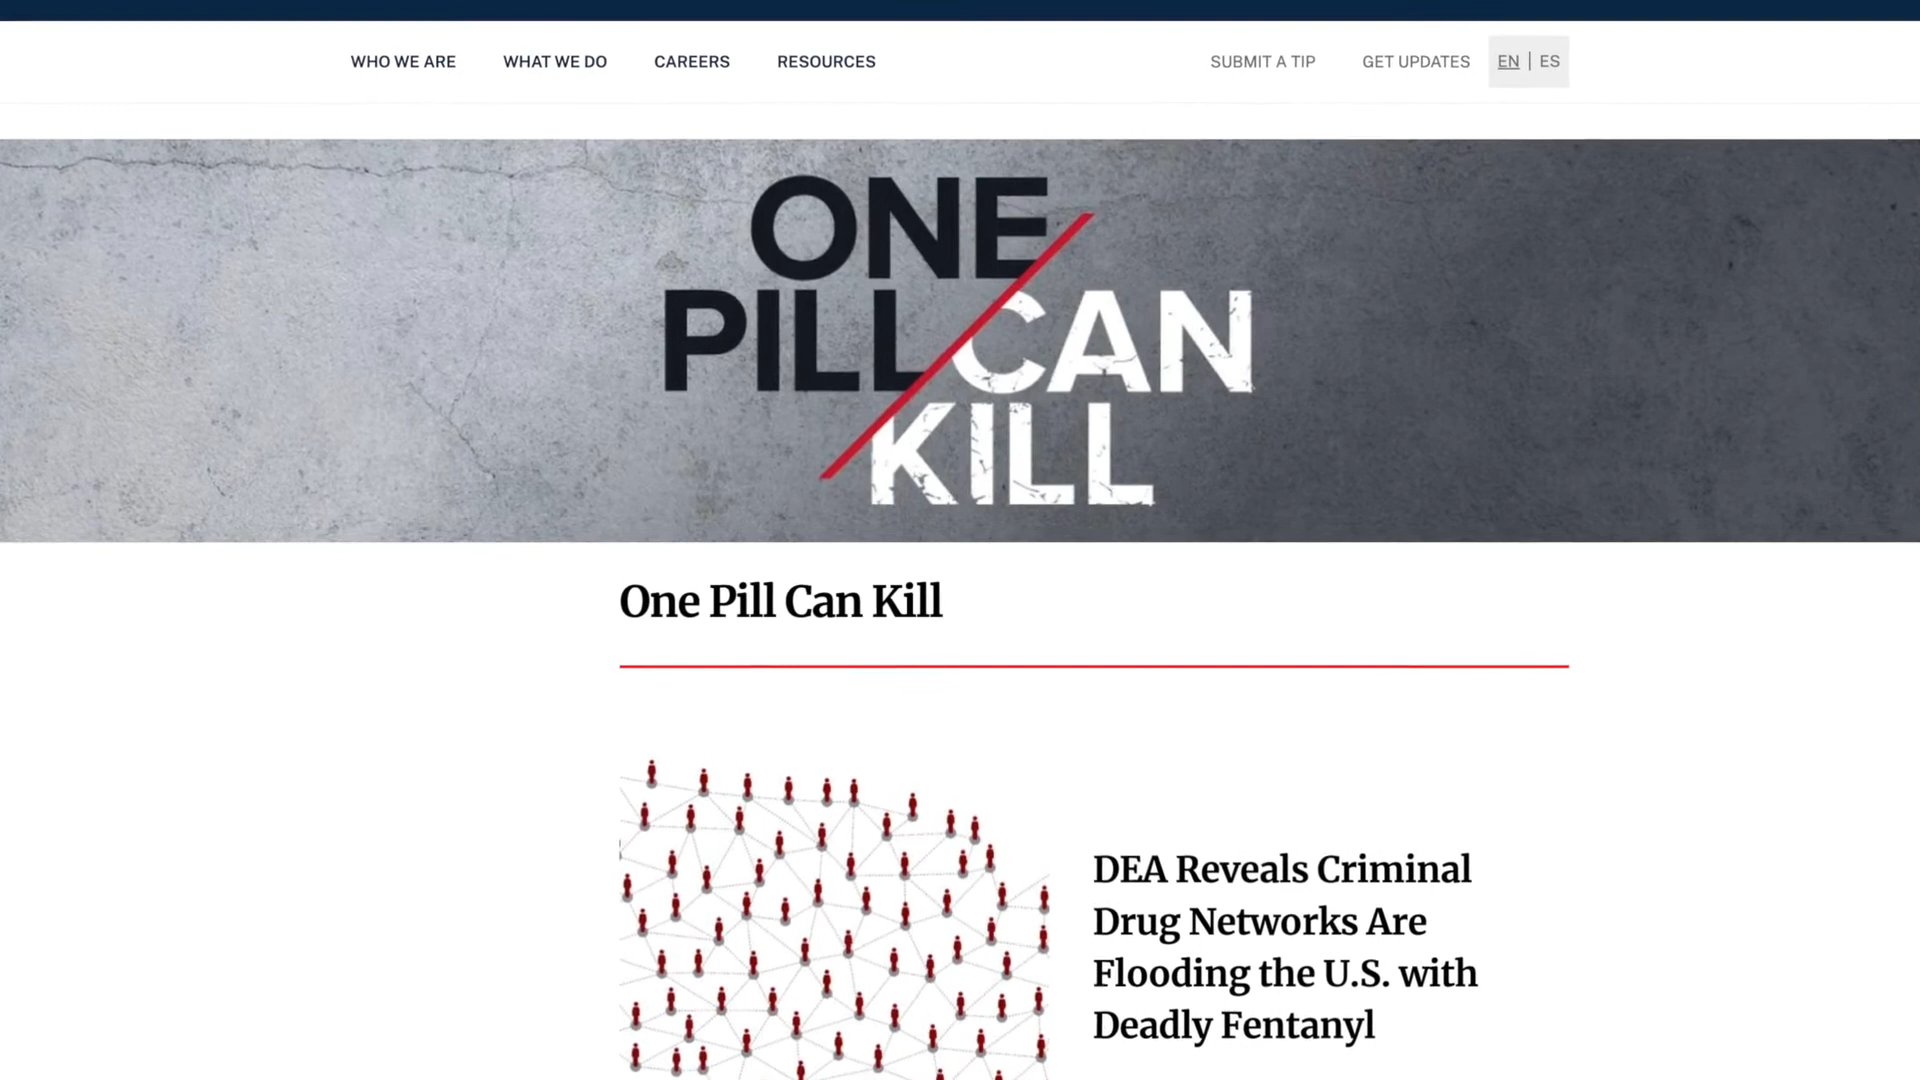 WHO WE ARE WHAT WE DO CAREERS RESOURCES SUBMIT A TIP GET UPDATES EN | ES
ONE
PILL CAN
KILL
One Pill Can Kill
DEA Reveals Criminal
Drug Networks Are
Flooding the U.S. with
Deadly Fentanyl